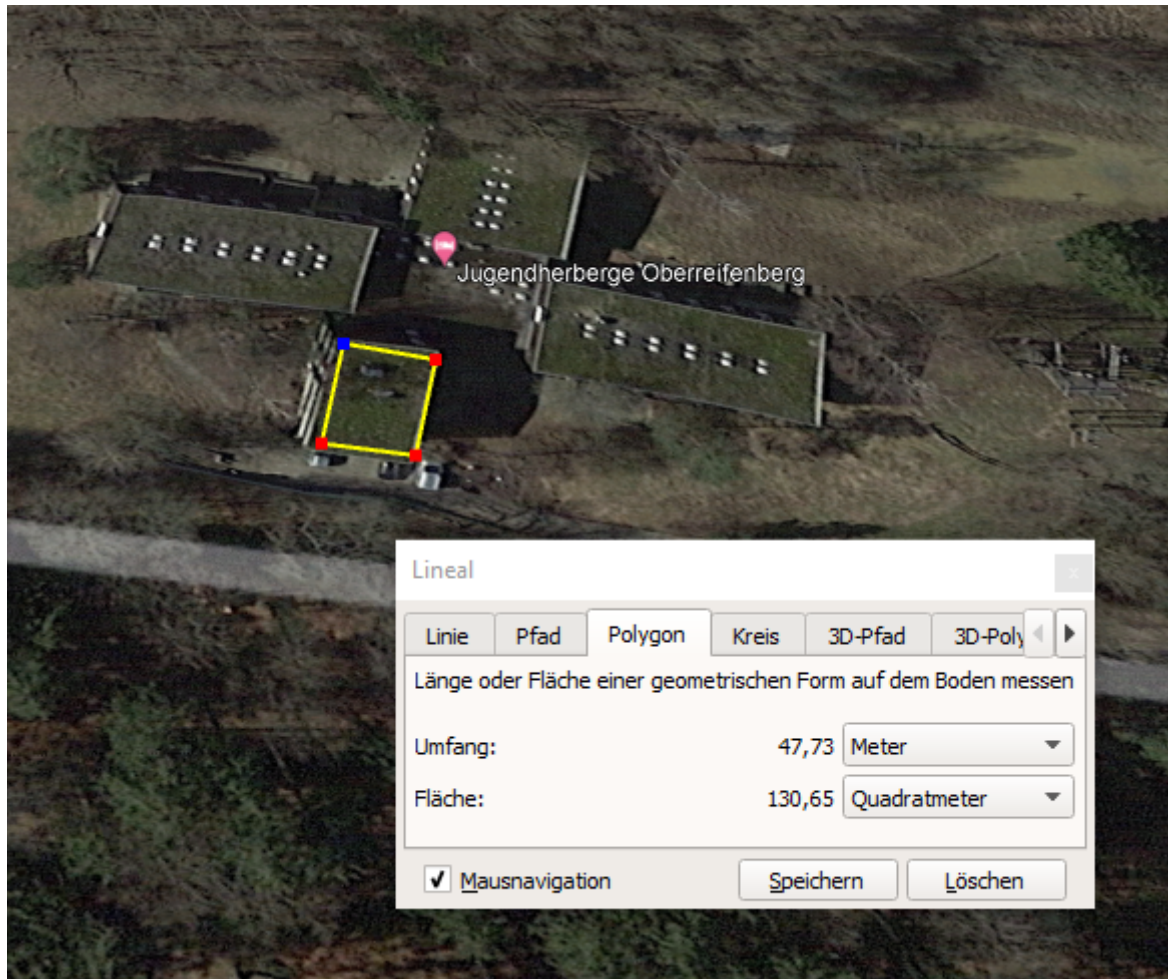 Jugendherberge Oberreifenberg
Lineal
Linie Pfad Polygon Kreis 3D-Pfad 3D-Poly
Länge oder Fläche einer geometrischen Form auf dem Boden messen
Umfang: 47,73 Meter
Fläche: 130,65 Quadratmeter
Mausnavigation Speichern Löschen